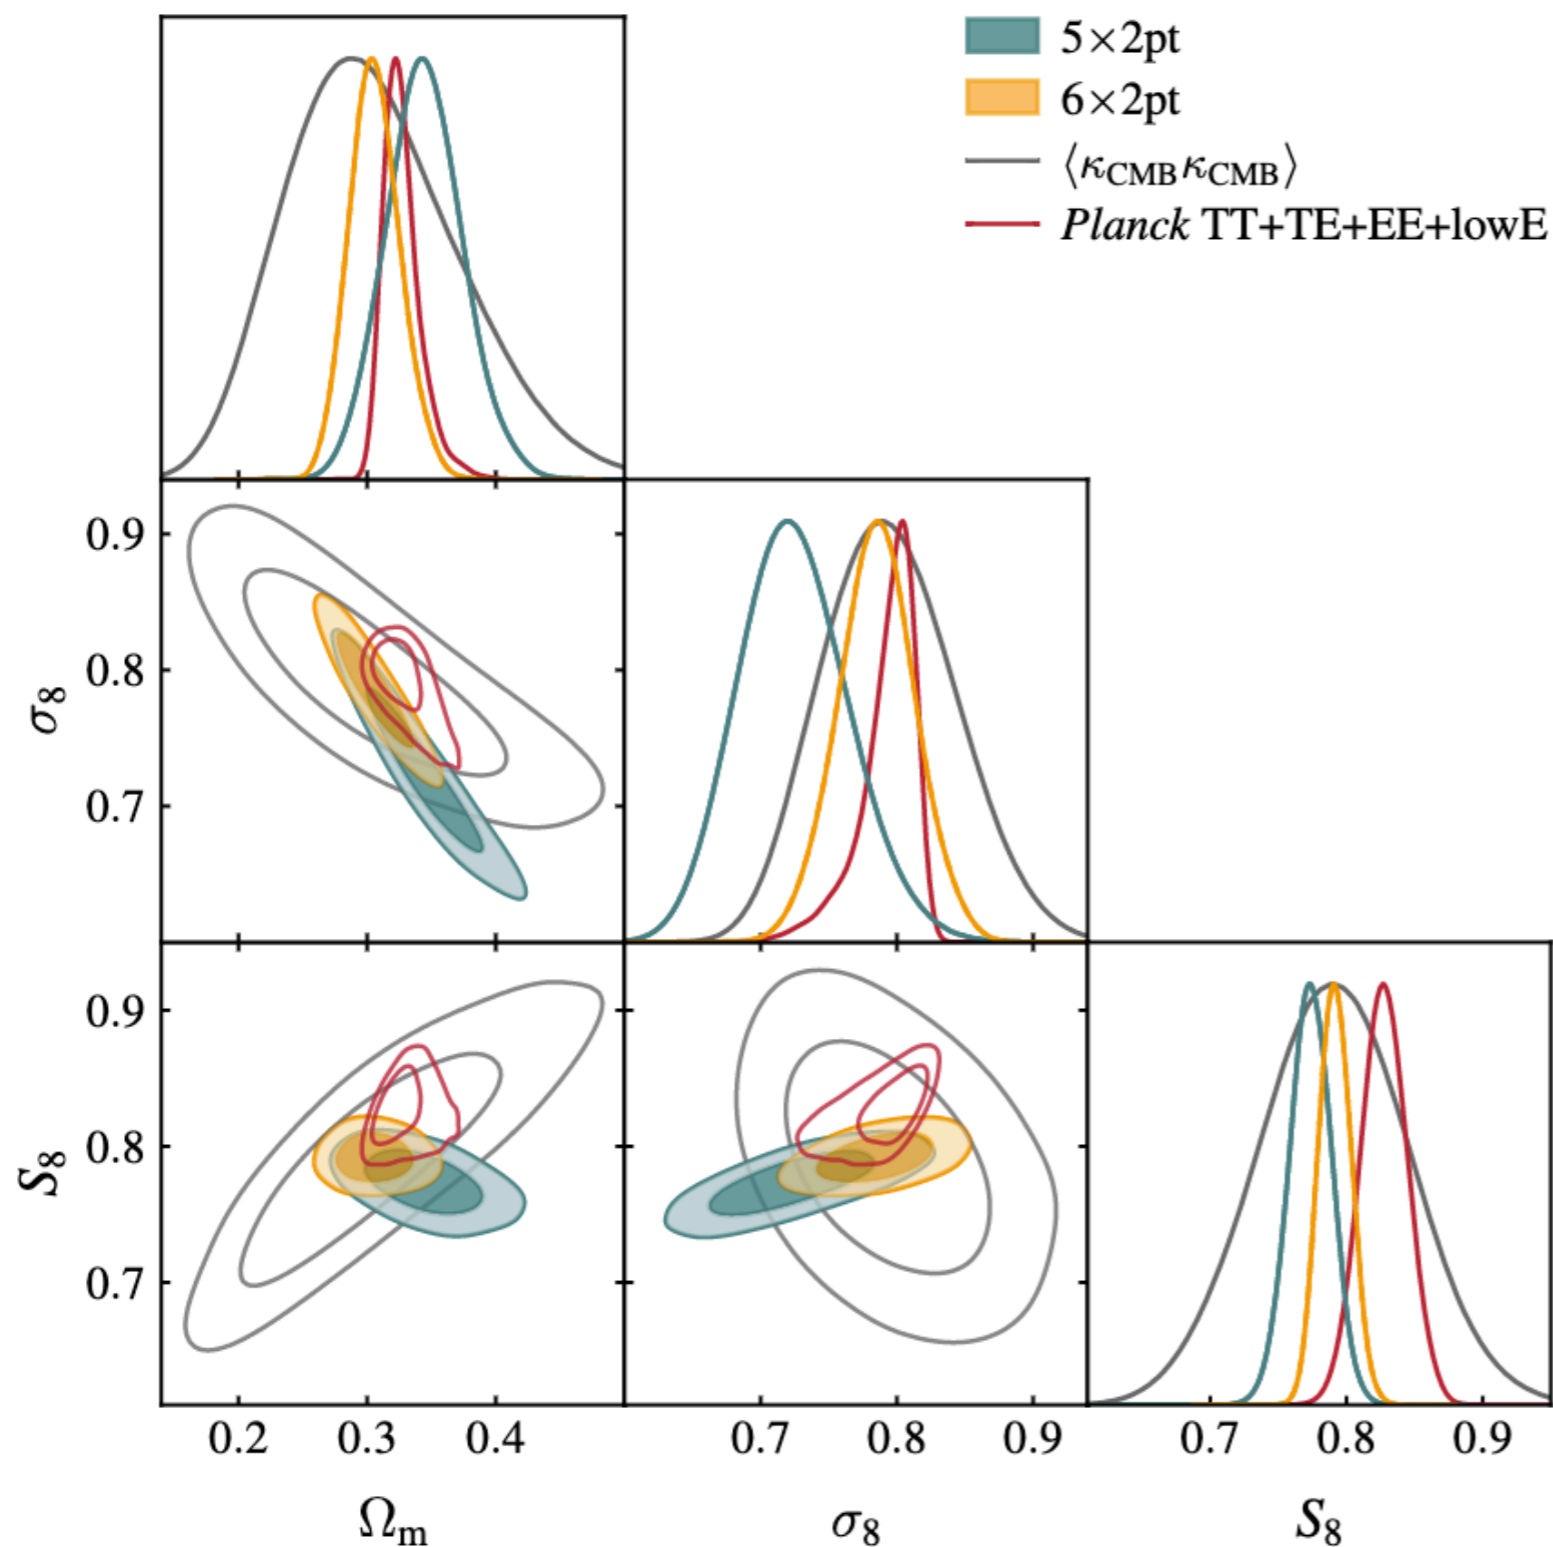 5×2pt
6×2pt
⟨κCMBκCMB⟩
Planck TT+TE+EE+lowE
0.9
0.8
0.7
σ8
0.9
0.8
0.7
S8
0.2 0.3 0.4 0.7 0.8 0.9 0.7 0.8 0.9
Ωm σ8 S8